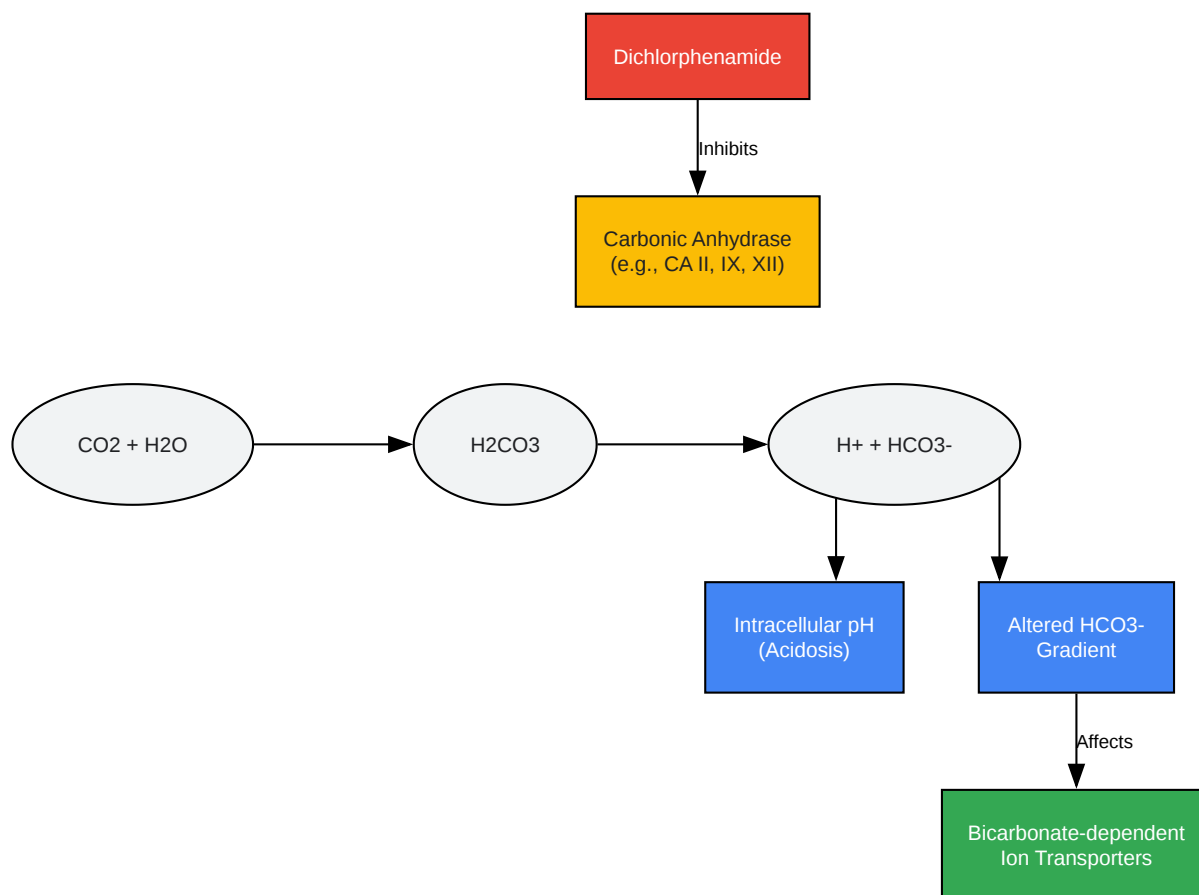 Dichlorphenamide
Inhibits
Carbonic Anhydrase
(e.g., CA II, IX, XII)
CO2 + H2O
H2CO3
H+ + HCO3-
Intracellular pH
(Acidosis)
Altered HCO3-
Gradient
Affects
Bicarbonate-dependent
Ion Transporters